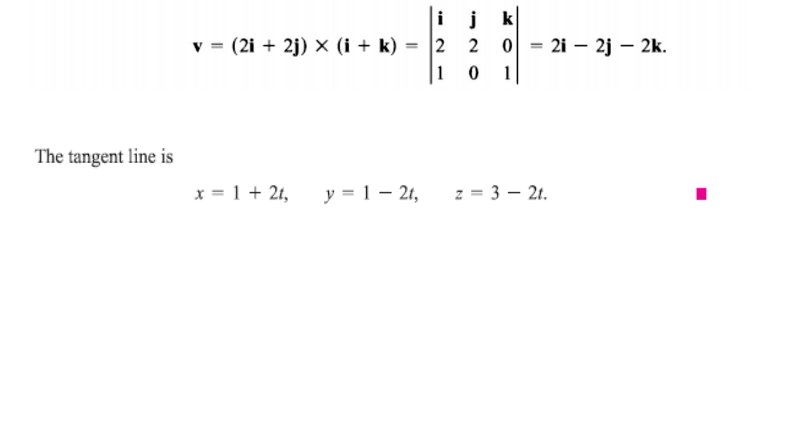 v = (2i + 2j) × (i + k) = |i j k; 2 2 0; 1 0 1| = 2i − 2j − 2k.
The tangent line is
x = 1 + 2t, y = 1 − 2t, z = 3 − 2t.